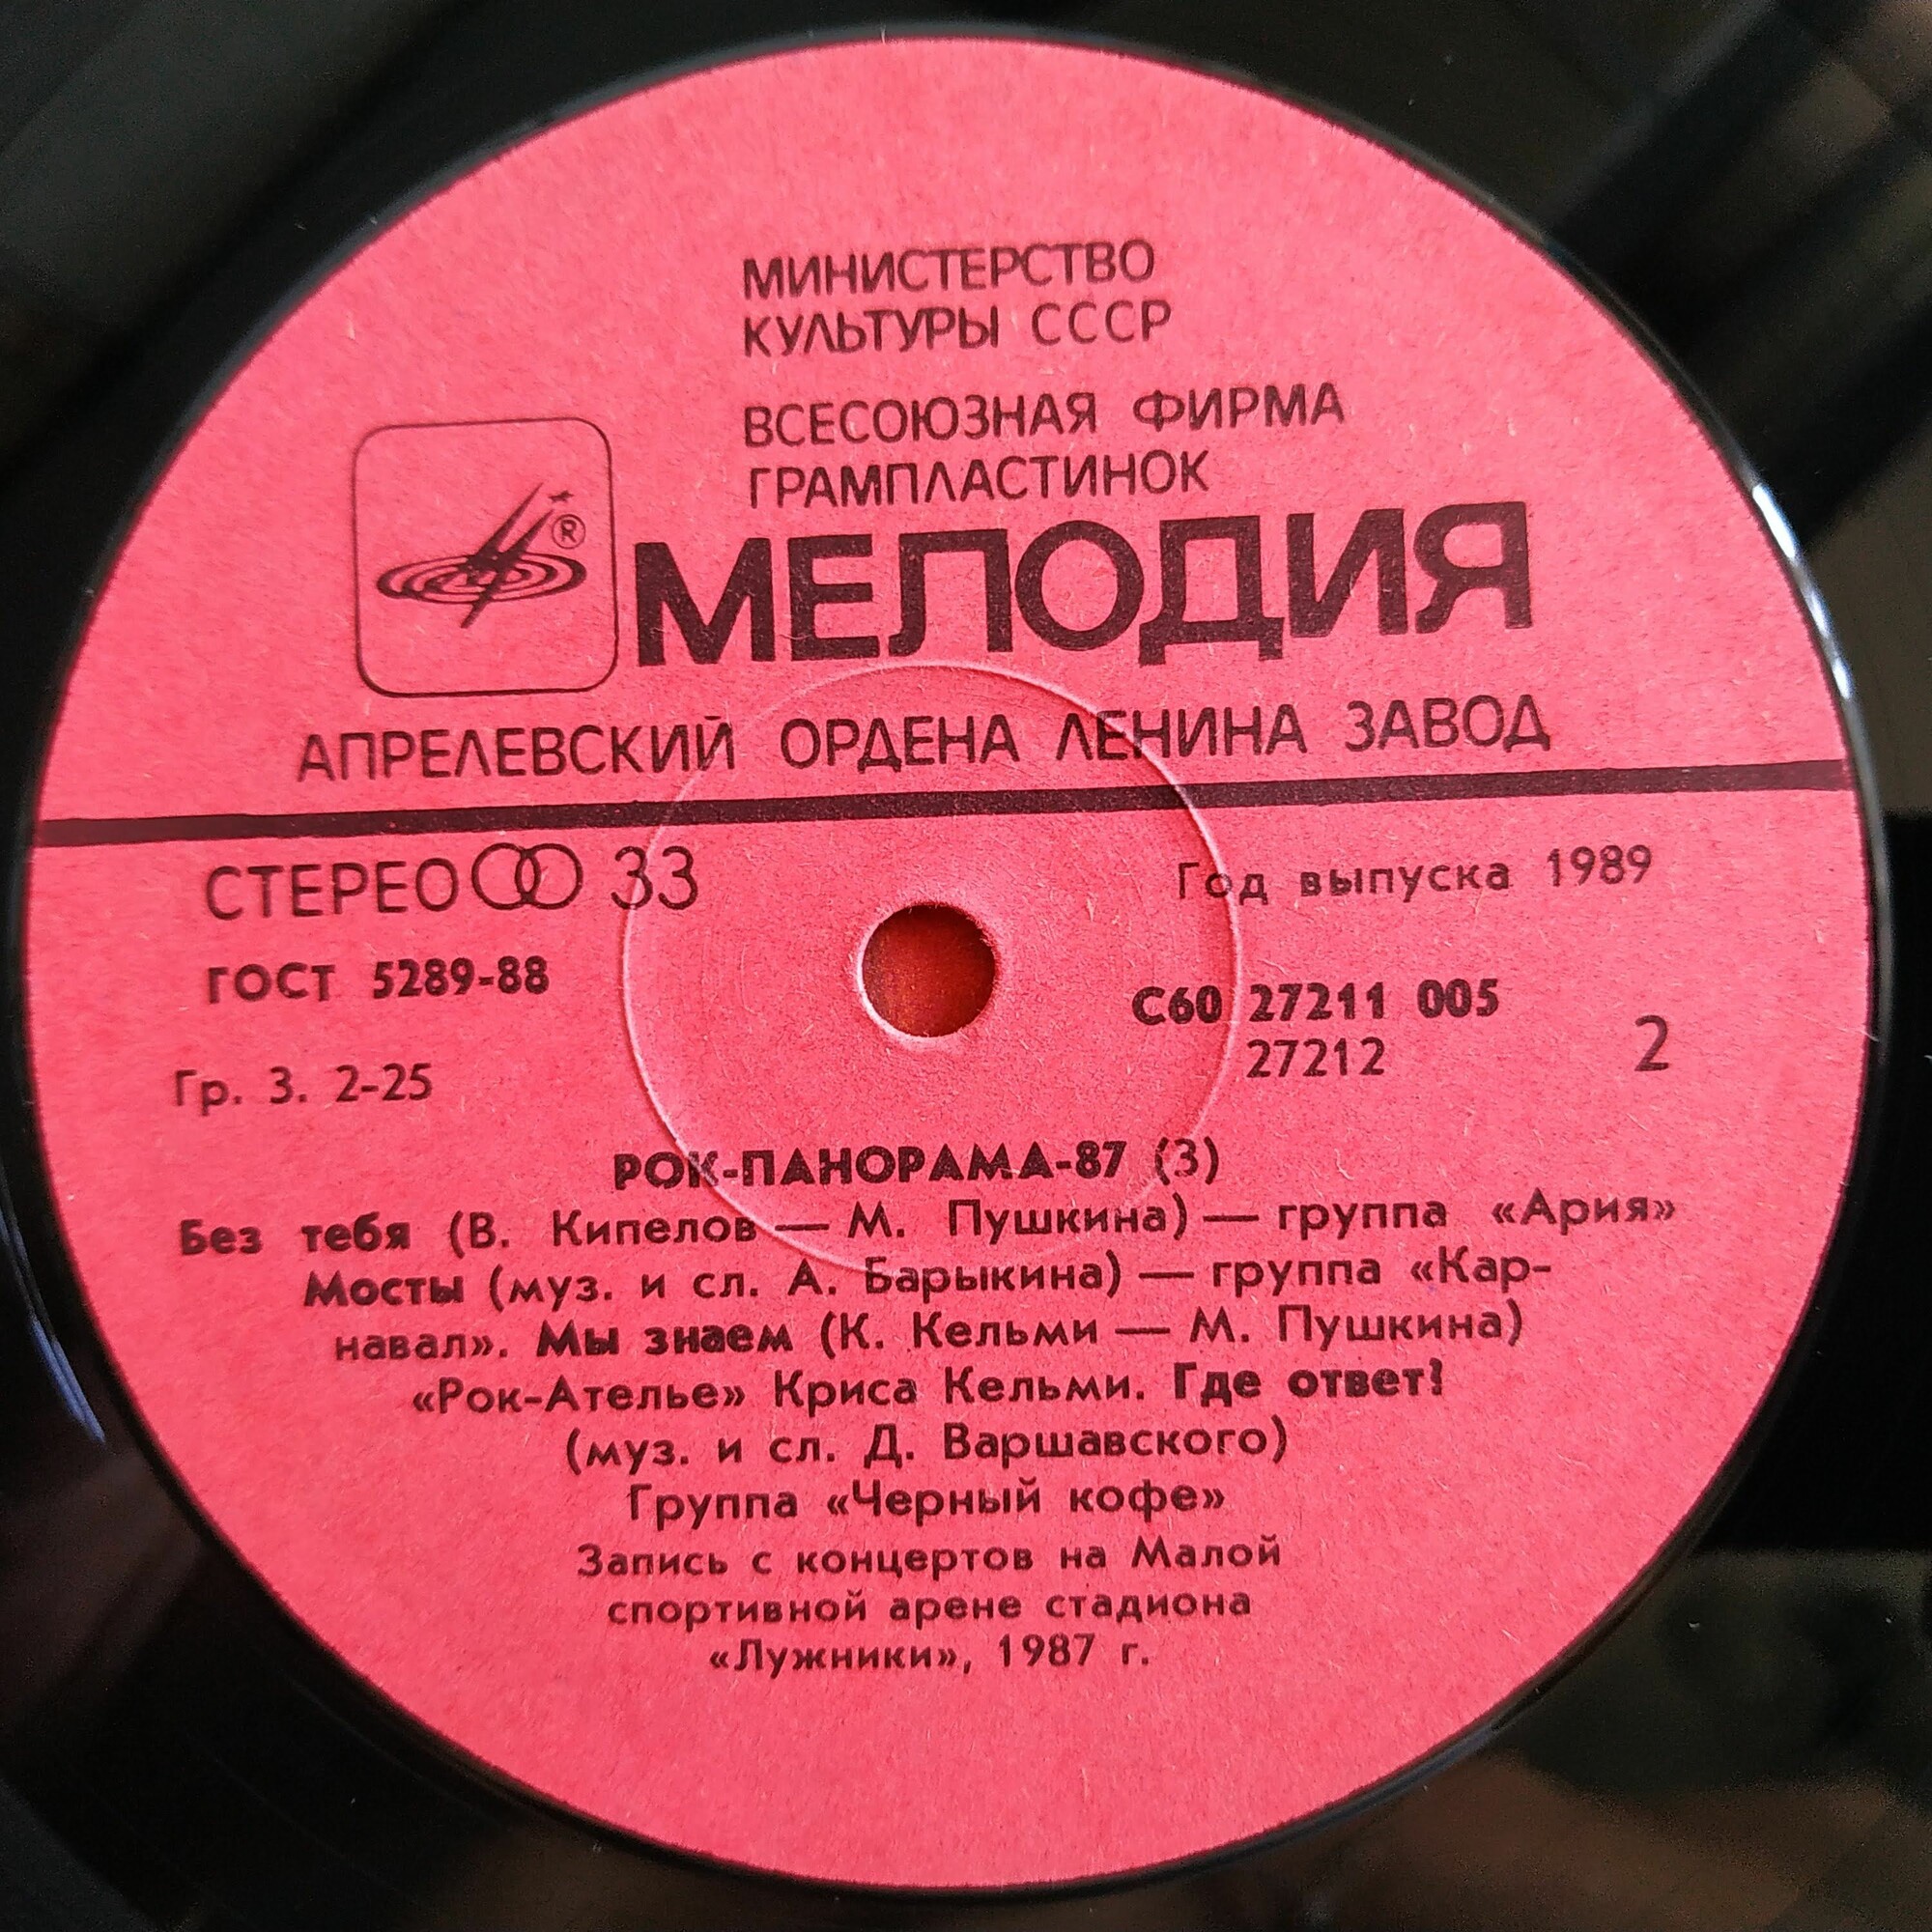 МИНИСТЕРСТВО
КУЛЬТУРЫ СССР
ВСЕСОЮЗНАЯ ФИРМА
ГРАМПЛАСТИНОК
®
МЕЛОДИЯ
АПРЕЛЕВСКИЙ ОРДЕНА ЛЕНИНА ЗАВОД
СТЕРЕО 33
Год выпуска 1989
ГОСТ 5289-88
С60 27211 005
27212
2
Гр. 3. 2-25
РОК-ПАНОРАМА-87 (3)
Без тебя (В. Кипелов — М. Пушкина) — группа «Ария»
Мосты (муз. и сл. А. Барыкина) — группа «Кар-
навал». Мы знаем (К. Кельми — М. Пушкина)
«Рок-Ателье» Криса Кельми. Где ответ?
(муз. и сл. Д. Варшавского)
Группа «Черный кофе»
Запись с концертов на Малой
спортивной арене стадиона
«Лужники», 1987 г.